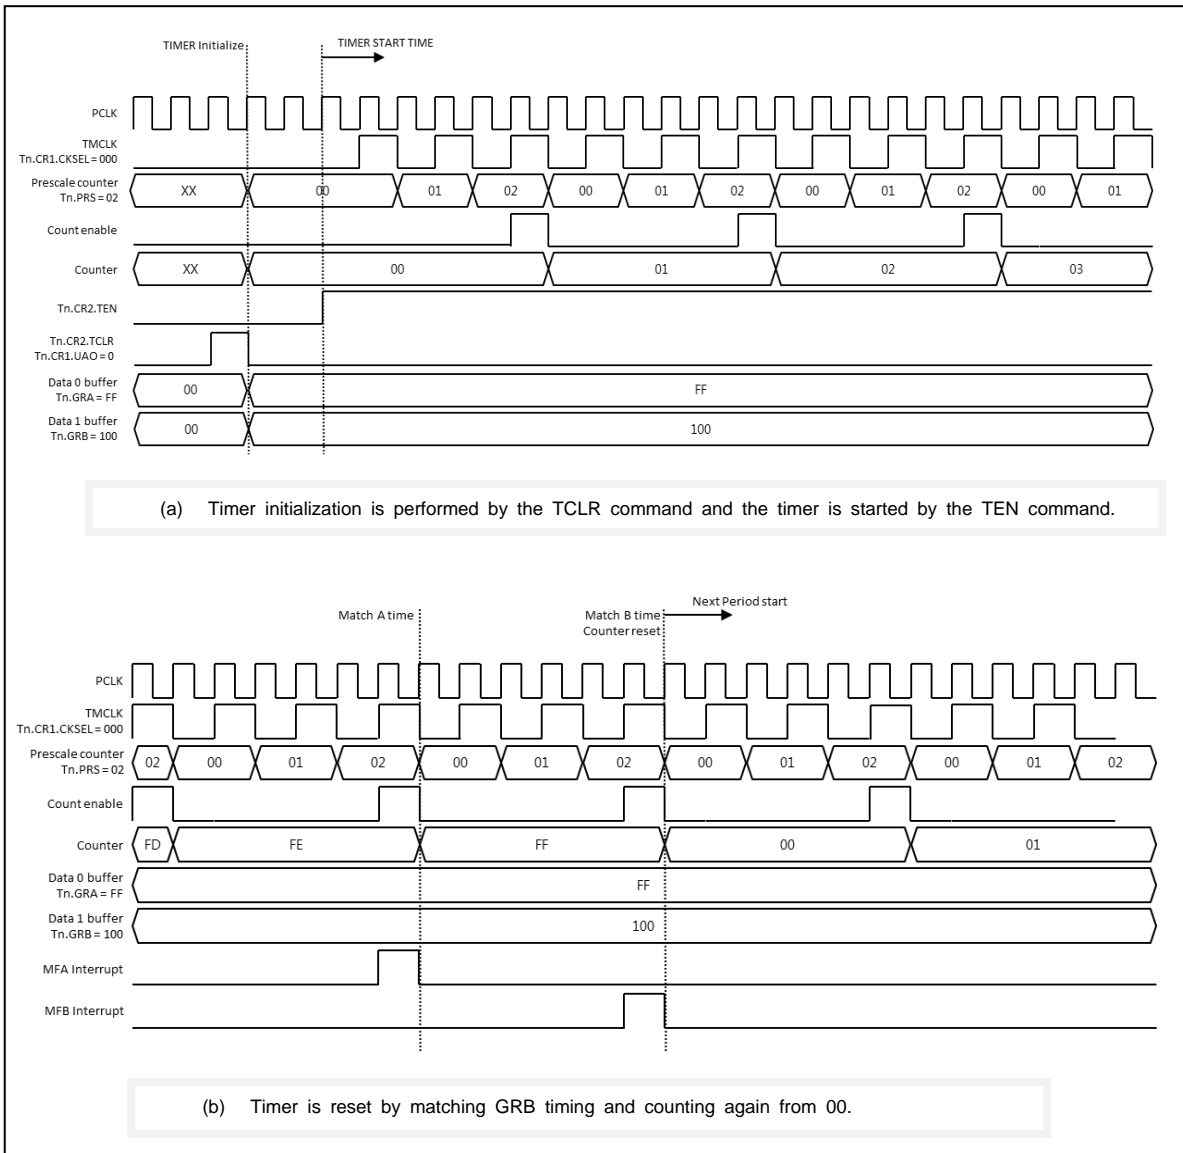 TIMER Initialize
TIMER START TIME
PCLK
TMCLK
Tn.CR1.CKSEL=000
Prescale counter
Tn.PRS=02
XX 00 01 02 00 01 02 00 01 02 00 01
Count enable
Counter
XX 00 01 02 03
Tn.CR2.TEN
Tn.CR2.TCLR
Tn.CR1.UAO=0
Data 0 buffer
Tn.GRA=FF
00 FF
Data 1 buffer
Tn.GRB=100
00 100
(a) Timer initialization is performed by the TCLR command and the timer is started by the TEN command.
Match A time
Match B time
Counter reset
Next Period start
PCLK
TMCLK
Tn.CR1.CKSEL=000
Prescale counter
Tn.PRS=02
02 00 01 02 00 01 02 00 01 02 00 01 02
Count enable
Counter
FD FE FF 00 01
Data 0 buffer
Tn.GRA=FF
FF
Data 1 buffer
Tn.GRB=100
100
MFA Interrupt
MFB Interrupt
(b) Timer is reset by matching GRB timing and counting again from 00.